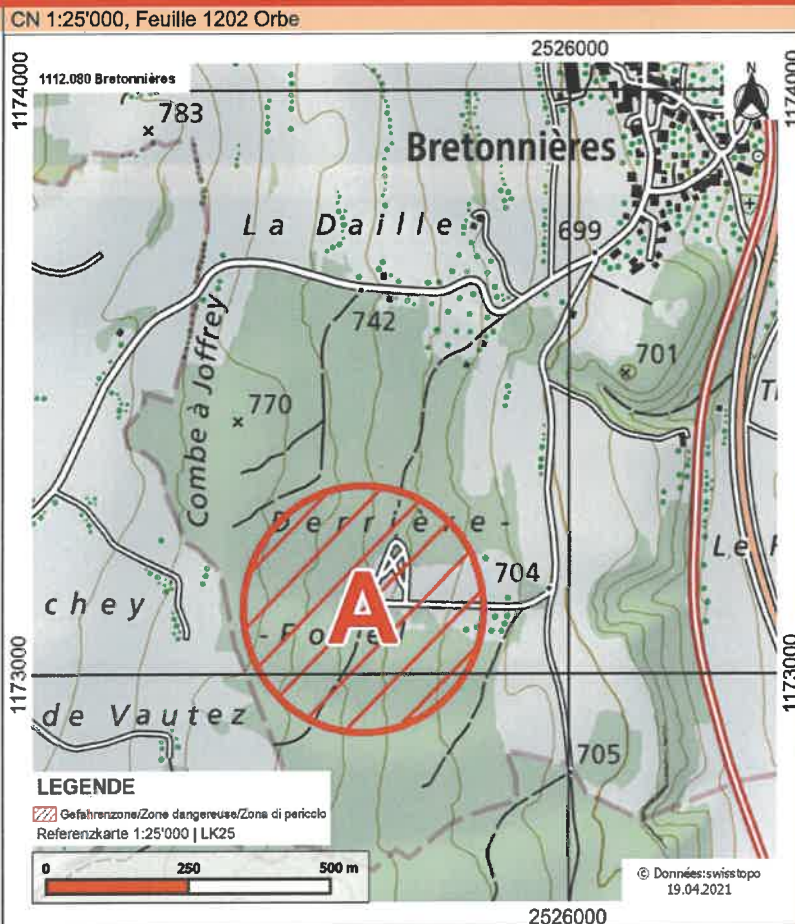 CN 1:25'000, Feuille 1202 Orbe
2526000
1174000
1174000
1112.080 Bretonnières
783
N
Bretonnières
La Daille
699
742
701
Combe à Joffrey
770
Derrière-
Le
704
A
chey
-Fo
1173000
1173000
de Vautez
705
LEGENDE
Gefahrenzone/Zone dangereuse/Zona di pericolo
Referenzkarte 1:25'000 | LK25
0 250 500 m
© Données:swisstopo
19.04.2021
2526000